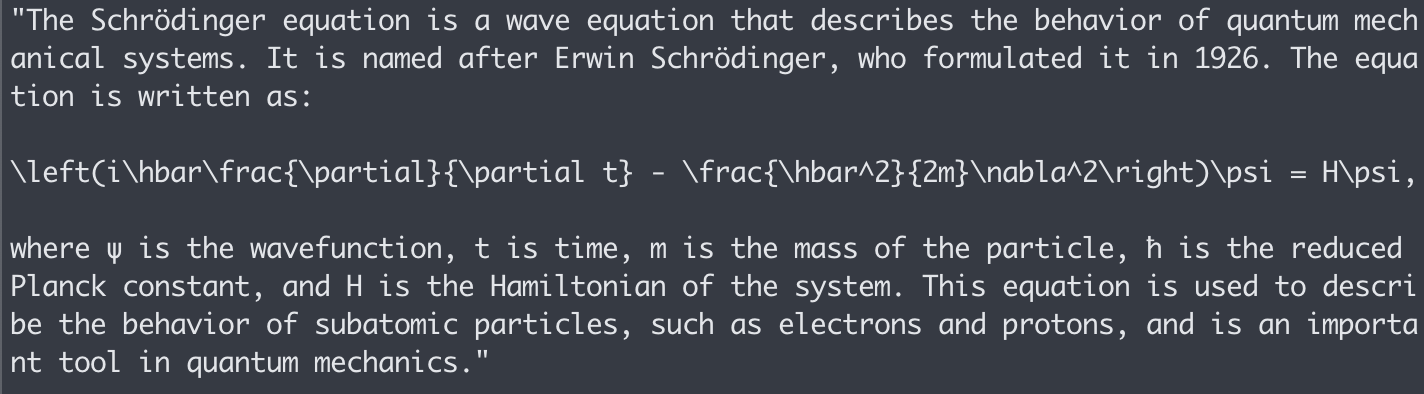 "The Schrödinger equation is a wave equation that describes the behavior of quantum mech
anical systems. It is named after Erwin Schrödinger, who formulated it in 1926. The equa
tion is written as:
\left(i\hbar\frac{\partial}{\partial t} - \frac{\hbar^2}{2m}\nabla^2\right)\psi = H\psi,
where ψ is the wavefunction, t is time, m is the mass of the particle, ħ is the reduced
Planck constant, and H is the Hamiltonian of the system. This equation is used to descri
be the behavior of subatomic particles, such as electrons and protons, and is an importa
nt tool in quantum mechanics."